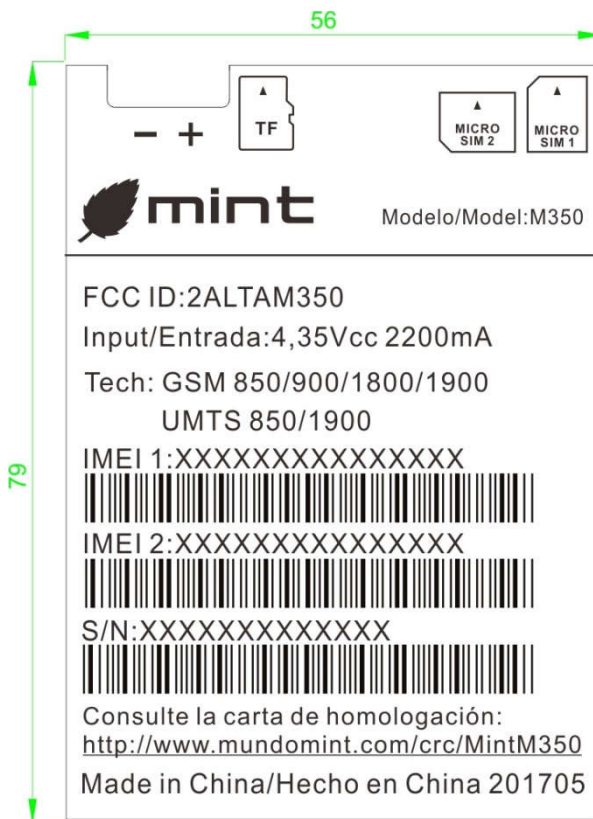 56
79
- +
TF
MICRO
SIM 2
MICRO
SIM 1
mint
Modelo/Model:M350
FCC ID:2ALTAM350
Input/Entrada:4,35Vcc 2200mA
Tech: GSM 850/900/1800/1900
UMTS 850/1900
IMEI 1:XXXXXXXXXXXXXXX
IMEI 2:XXXXXXXXXXXXXXX
S/N:XXXXXXXXXXXXX
Consulte la carta de homologación:
http://www.mundomint.com/crc/MintM350
Made in China/Hecho en China 201705